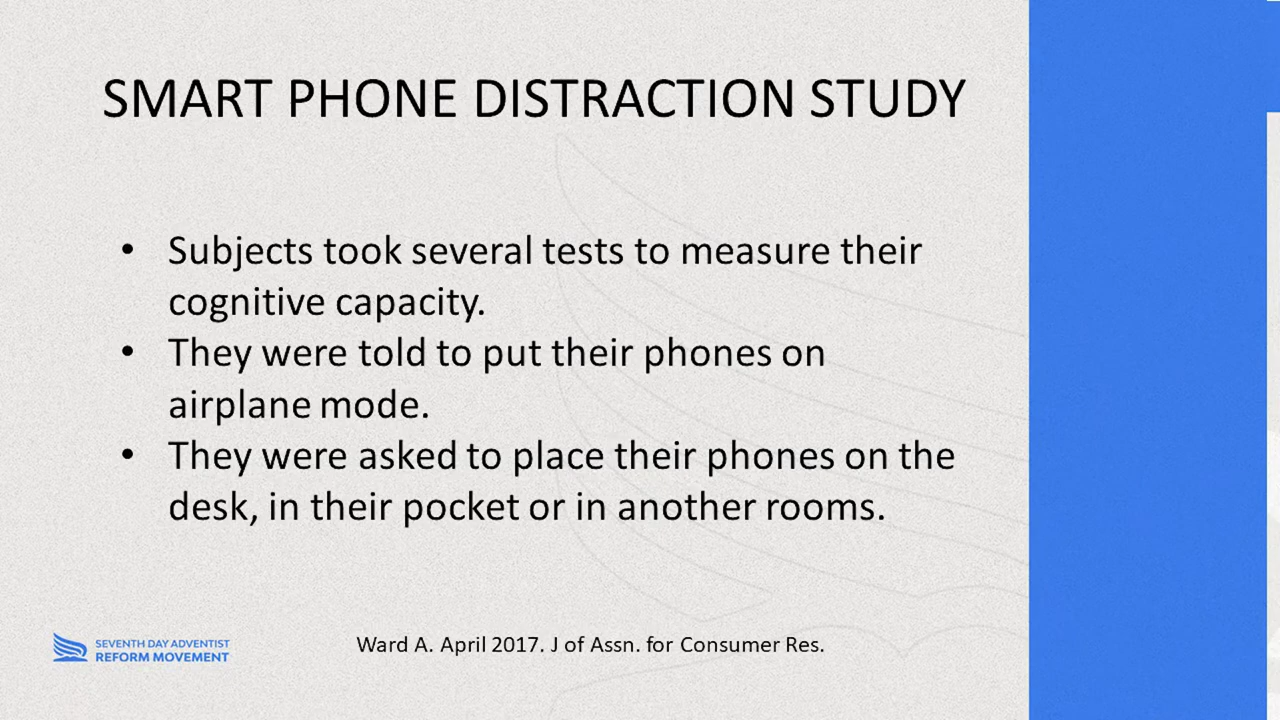 SMART PHONE DISTRACTION STUDY
• Subjects took several tests to measure their
cognitive capacity.
• They were told to put their phones on
airplane mode.
• They were asked to place their phones on the
desk, in their pocket or in another rooms.
SEVENTH DAY ADVENTIST
REFORM MOVEMENT
Ward A. April 2017. J of Assn. for Consumer Res.